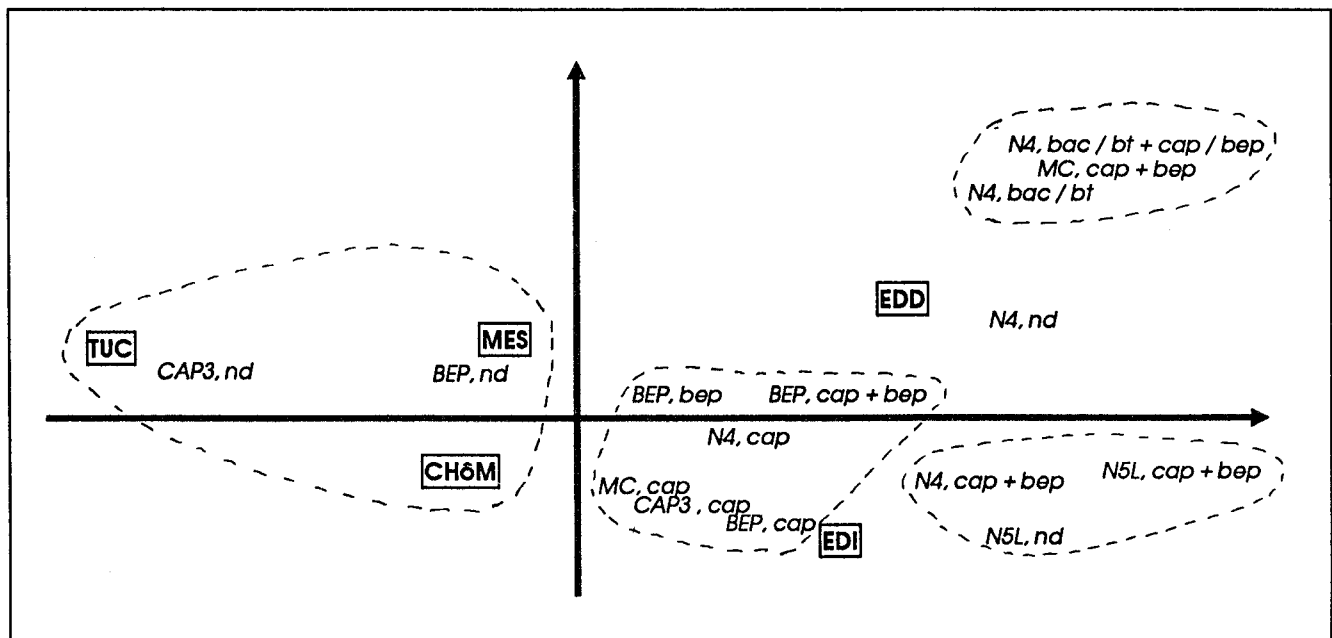 N4, bac / bt + cap / bep
MC, cap + bep
N4, bac / bt
EDD
N4, nd
TUC
MES
CAP3, nd
BEP, nd
BEP, bep
BEP, cap + bep
N4, cap
CHôM
MC, cap
CAP3 , cap
BEP, cap
EDI
N4, cap + bep
N5L, cap + bep
N5L, nd